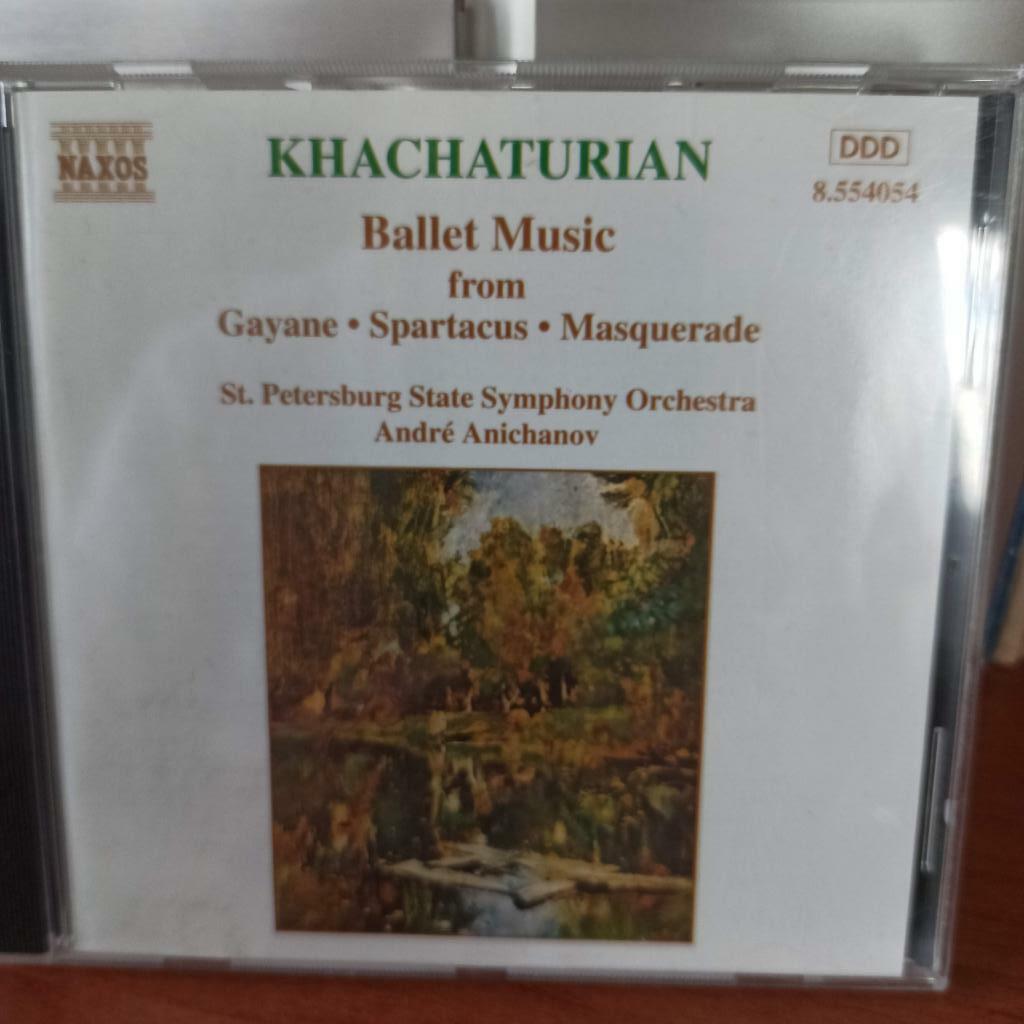 NAXOS
KHACHATURIAN
DDD
8.554054
Ballet Music
from
Gayane • Spartacus • Masquerade
St. Petersburg State Symphony Orchestra
André Anichanov